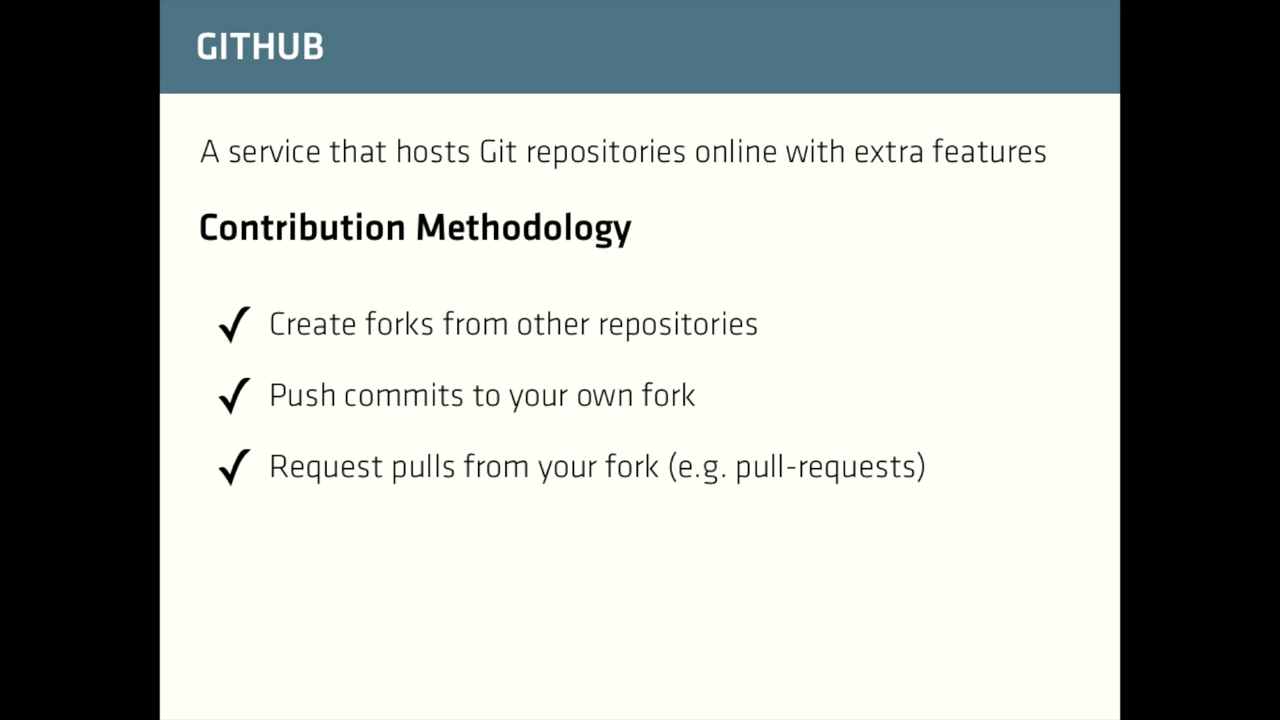 GITHUB
A service that hosts Git repositories online with extra features
Contribution Methodology
✓ Create forks from other repositories
✓ Push commits to your own fork
✓ Request pulls from your fork (e.g. pull-requests)